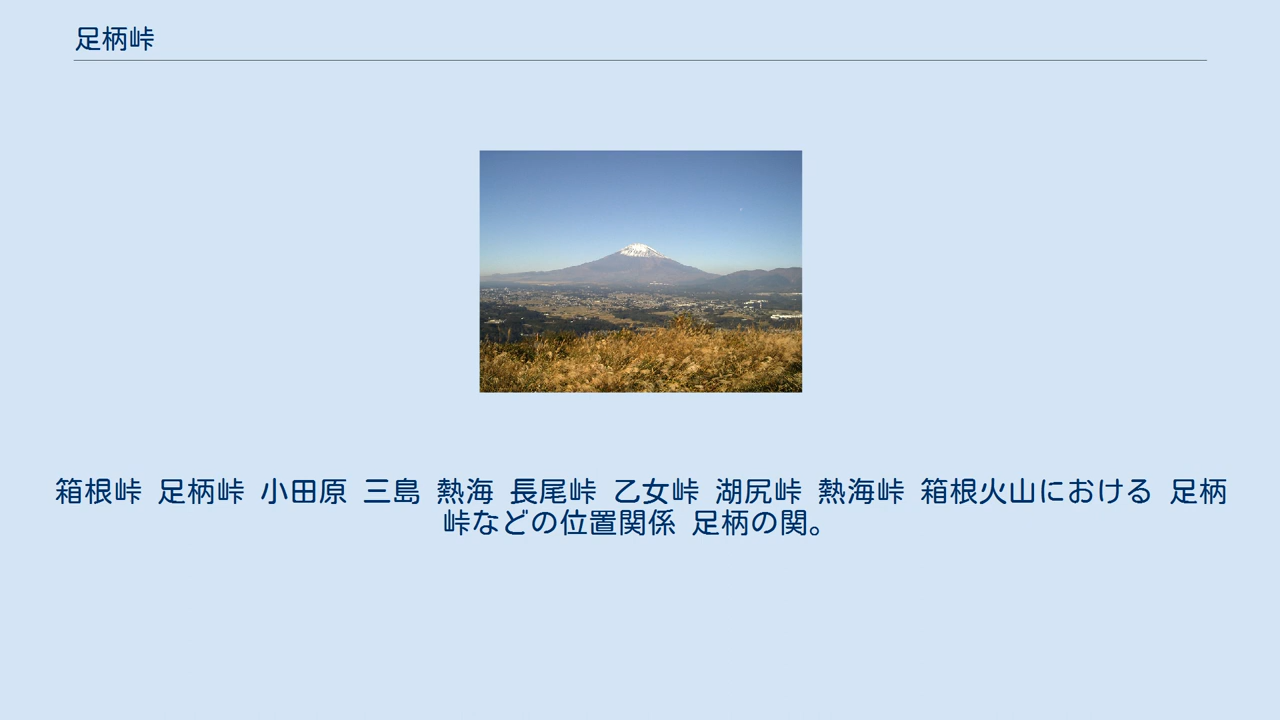 足柄峠
箱根峠 足柄峠 小田原 三島 熱海 長尾峠 乙女峠 湖尻峠 熱海峠 箱根火山における 足柄
峠などの位置関係 足柄の関。